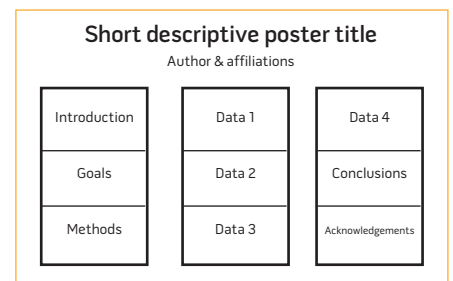 Short descriptive poster title
Author & affiliations
Introduction
Goals
Methods
Data 1
Data 2
Data 3
Data 4
Conclusions
Acknowledgements